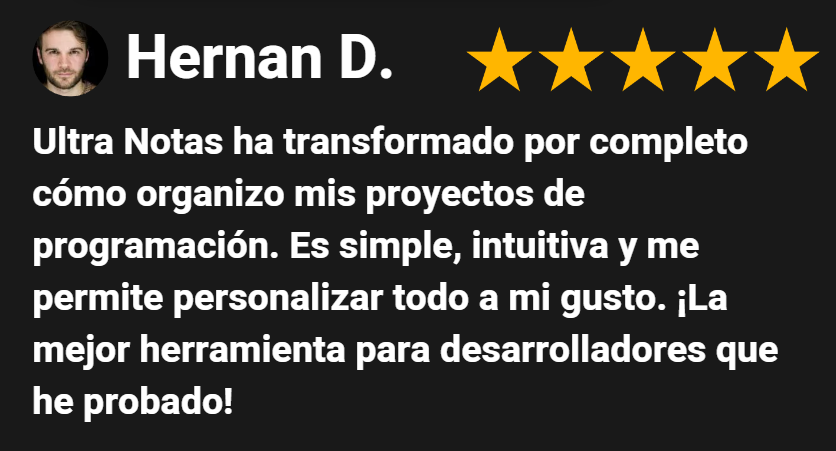 Hernan D.
Ultra Notas ha transformado por completo
cómo organizo mis proyectos de
programación. Es simple, intuitiva y me
permite personalizar todo a mi gusto. ¡La
mejor herramienta para desarrolladores que
he probado!